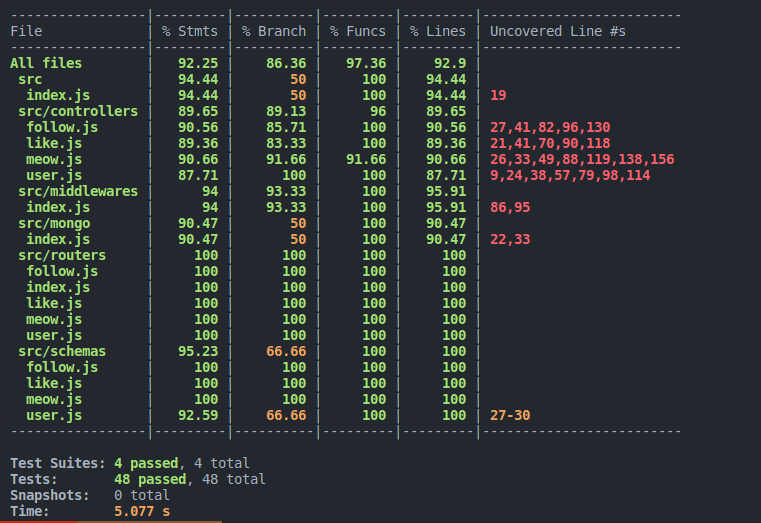 -----------------|---------|----------|---------|---------|-------------------------
File             | % Stmts | % Branch | % Funcs | % Lines | Uncovered Line #s
-----------------|---------|----------|---------|---------|-------------------------
All files        |   92.25 |    86.36 |   97.36 |    92.9 |
 src             |   94.44 |       50 |     100 |   94.44 |
  index.js       |   94.44 |       50 |     100 |   94.44 | 19
 src/controllers |   89.65 |    89.13 |      96 |   89.65 |
  follow.js      |   90.56 |    85.71 |     100 |   90.56 | 27,41,82,96,130
  like.js        |   89.36 |    83.33 |     100 |   89.36 | 21,41,70,90,118
  meow.js        |   90.66 |    91.66 |   91.66 |   90.66 | 26,33,49,88,119,138,156
  user.js        |   87.71 |      100 |     100 |   87.71 | 9,24,38,57,79,98,114
 src/middlewares |      94 |    93.33 |     100 |   95.91 |
  index.js       |      94 |    93.33 |     100 |   95.91 | 86,95
 src/mongo       |   90.47 |       50 |     100 |   90.47 |
  index.js       |   90.47 |       50 |     100 |   90.47 | 22,33
 src/routers     |     100 |      100 |     100 |     100 |
  follow.js      |     100 |      100 |     100 |     100 |
  index.js       |     100 |      100 |     100 |     100 |
  like.js        |     100 |      100 |     100 |     100 |
  meow.js        |     100 |      100 |     100 |     100 |
  user.js        |     100 |      100 |     100 |     100 |
 src/schemas     |   95.23 |    66.66 |     100 |     100 |
  follow.js      |     100 |      100 |     100 |     100 |
  like.js        |     100 |      100 |     100 |     100 |
  meow.js        |     100 |      100 |     100 |     100 |
  user.js        |   92.59 |    66.66 |     100 |     100 | 27-30
-----------------|---------|----------|---------|---------|-------------------------
Test Suites: 4 passed, 4 total
Tests:       48 passed, 48 total
Snapshots:   0 total
Time:        5.077 s